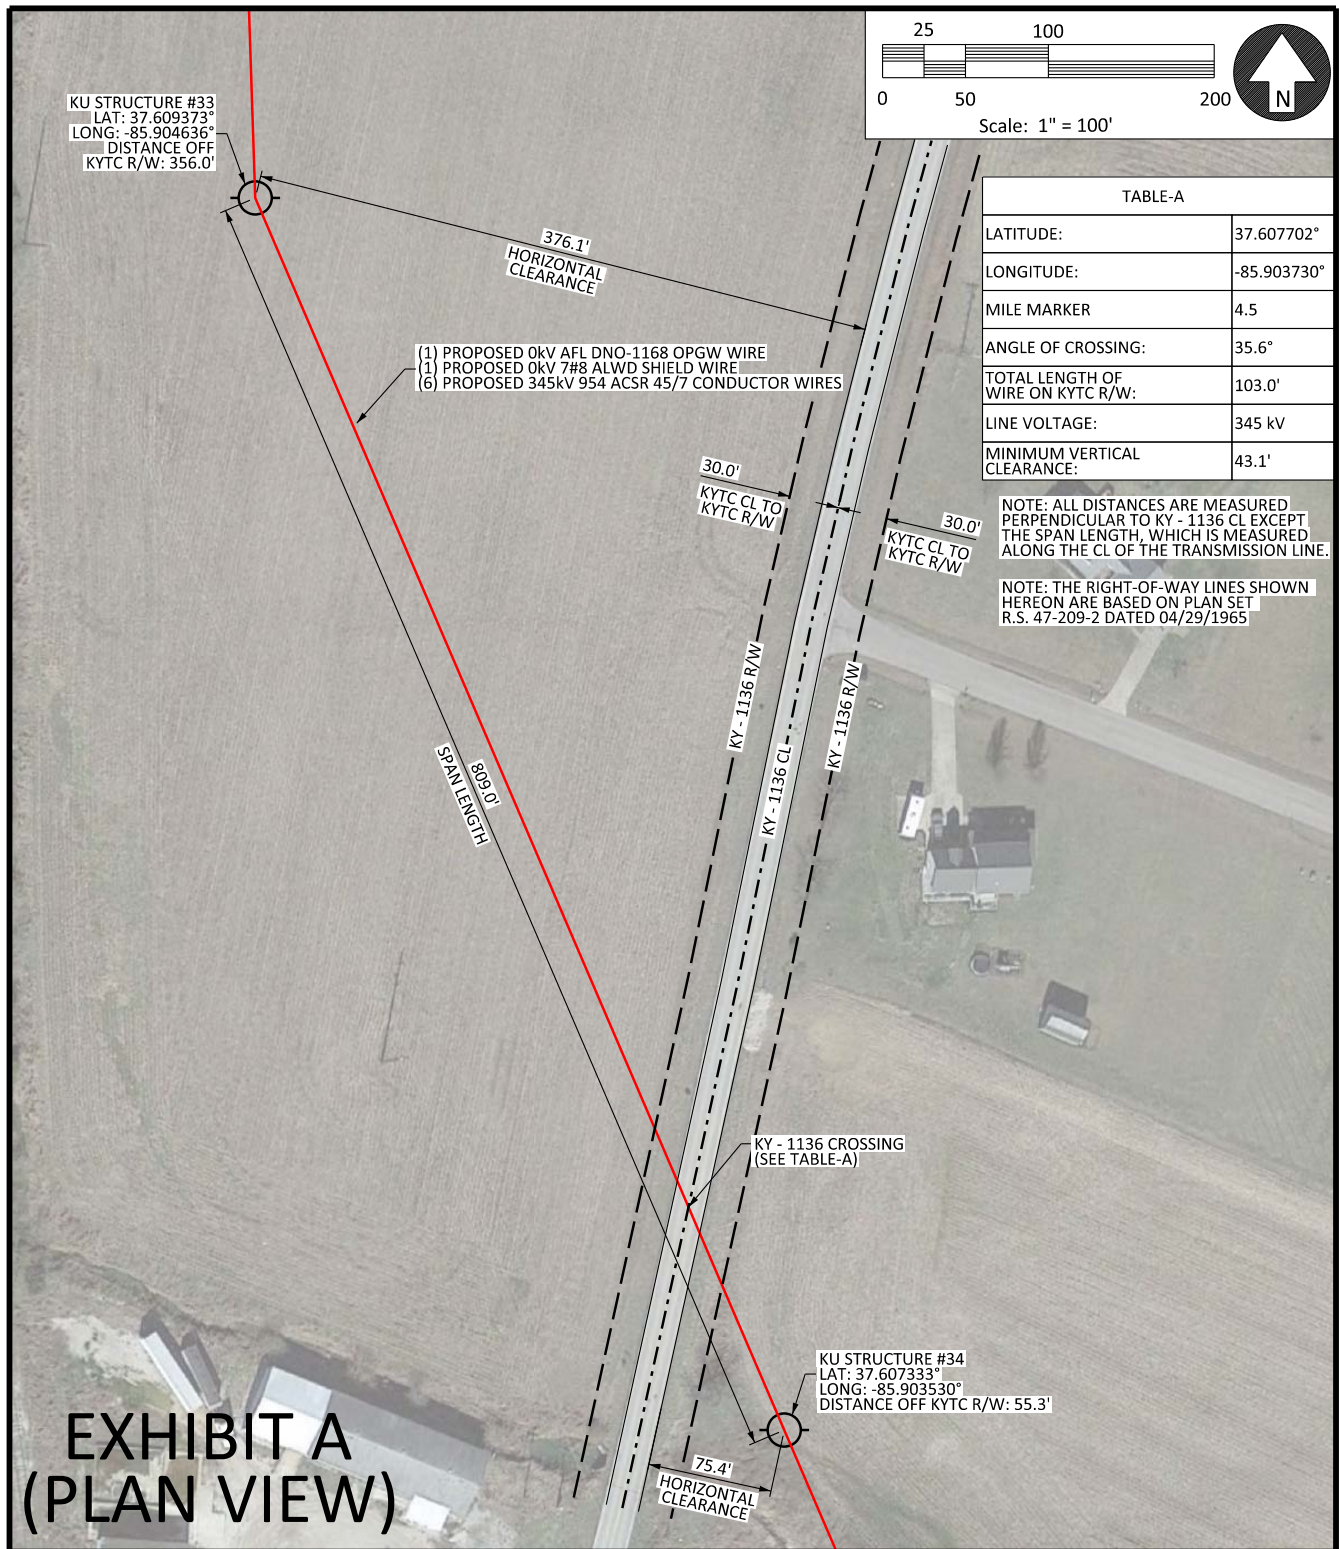 25
100
0
50
200
Scale: 1" = 100'
N
KU STRUCTURE #33
LAT: 37.609373°
LONG: -85.904636°
DISTANCE OFF
KYTC R/W: 356.0'
TABLE-A
LATITUDE:
37.607702°
LONGITUDE:
-85.903730°
MILE MARKER
4.5
ANGLE OF CROSSING:
35.6°
TOTAL LENGTH OF
WIRE ON KYTC R/W:
103.0'
LINE VOLTAGE:
345 kV
MINIMUM VERTICAL
CLEARANCE:
43.1'
376.1'
HORIZONTAL
CLEARANCE
(1) PROPOSED 0kV AFL DNO-1168 OPGW WIRE
(1) PROPOSED 0kV 7#8 ALWD SHIELD WIRE
(6) PROPOSED 345kV 954 ACSR 45/7 CONDUCTOR WIRES
30.0'
KYTC CL TO
KYTC R/W
30.0'
KYTC CL TO
KYTC R/W
NOTE: ALL DISTANCES ARE MEASURED
PERPENDICULAR TO KY - 1136 CL EXCEPT
THE SPAN LENGTH, WHICH IS MEASURED
ALONG THE CL OF THE TRANSMISSION LINE.
NOTE: THE RIGHT-OF-WAY LINES SHOWN
HEREON ARE BASED ON PLAN SET
R.S. 47-209-2 DATED 04/29/1965
KY - 1136 R/W
KY - 1136 CL
KY - 1136 R/W
809.0'
SPAN LENGTH
KY - 1136 CROSSING
(SEE TABLE-A)
KU STRUCTURE #34
LAT: 37.607333°
LONG: -85.903530°
DISTANCE OFF KYTC R/W: 55.3'
75.4'
HORIZONTAL
CLEARANCE
EXHIBIT A
(PLAN VIEW)